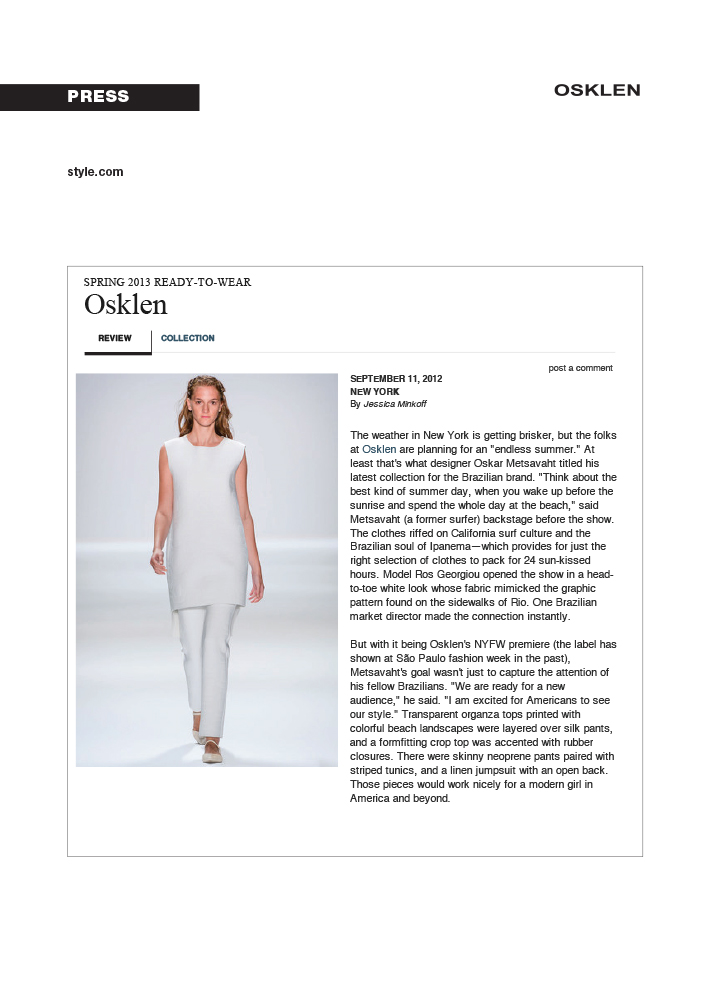 PRESS
OSKLEN
style.com
SPRING 2013 READY-TO-WEAR
Osklen
REVIEW
COLLECTION
post a comment
SEPTEMBER 11, 2012
NEW YORK
By Jessica Minkoff
The weather in New York is getting brisker, but the folks
at Osklen are planning for an "endless summer." At
least that's what designer Oskar Metsavaht titled his
latest collection for the Brazilian brand. "Think about the
best kind of summer day, when you wake up before the
sunrise and spend the whole day at the beach," said
Metsavaht (a former surfer) backstage before the show.
The clothes riffed on California surf culture and the
Brazilian soul of Ipanema—which provides for just the
right selection of clothes to pack for 24 sun-kissed
hours. Model Ros Georgiou opened the show in a head-
to-toe white look whose fabric mimicked the graphic
pattern found on the sidewalks of Rio. One Brazilian
market director made the connection instantly.
But with it being Osklen's NYFW premiere (the label has
shown at São Paulo fashion week in the past),
Metsavaht's goal wasn't just to capture the attention of
his fellow Brazilians. "We are ready for a new
audience," he said. "I am excited for Americans to see
our style." Transparent organza tops printed with
colorful beach landscapes were layered over silk pants,
and a formfitting crop top was accented with rubber
closures. There were skinny neoprene pants paired with
striped tunics, and a linen jumpsuit with an open back.
Those pieces would work nicely for a modern girl in
America and beyond.